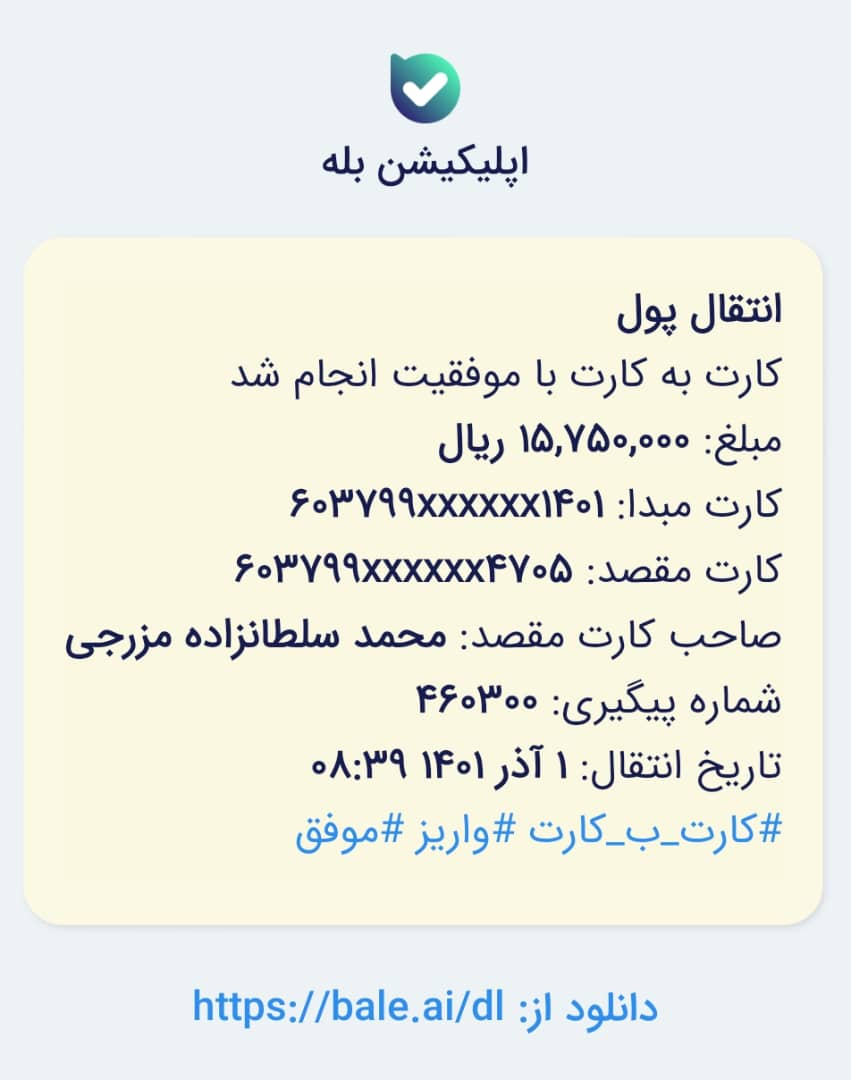 اپلیکیشن بله
انتقال پول
کارت به کارت با موفقیت انجام شد
مبلغ: ۱۵,۷۵۰,۰۰۰ ریال
کارت مبدا: ۶۰۳۷۹۹xxxxxx۱۴۰۱
کارت مقصد: ۶۰۳۷۹۹xxxxxx۴۷۰۵
صاحب کارت مقصد: محمد سلطانزاده مزرجی
شماره پیگیری: ۴۶۰۳۰۰
تاریخ انتقال: ۱ آذر ۱۴۰۱ ۰۸:۳۹
#کارت_ب_کارت #واریز #موفق
دانلود از: https://bale.ai/dl